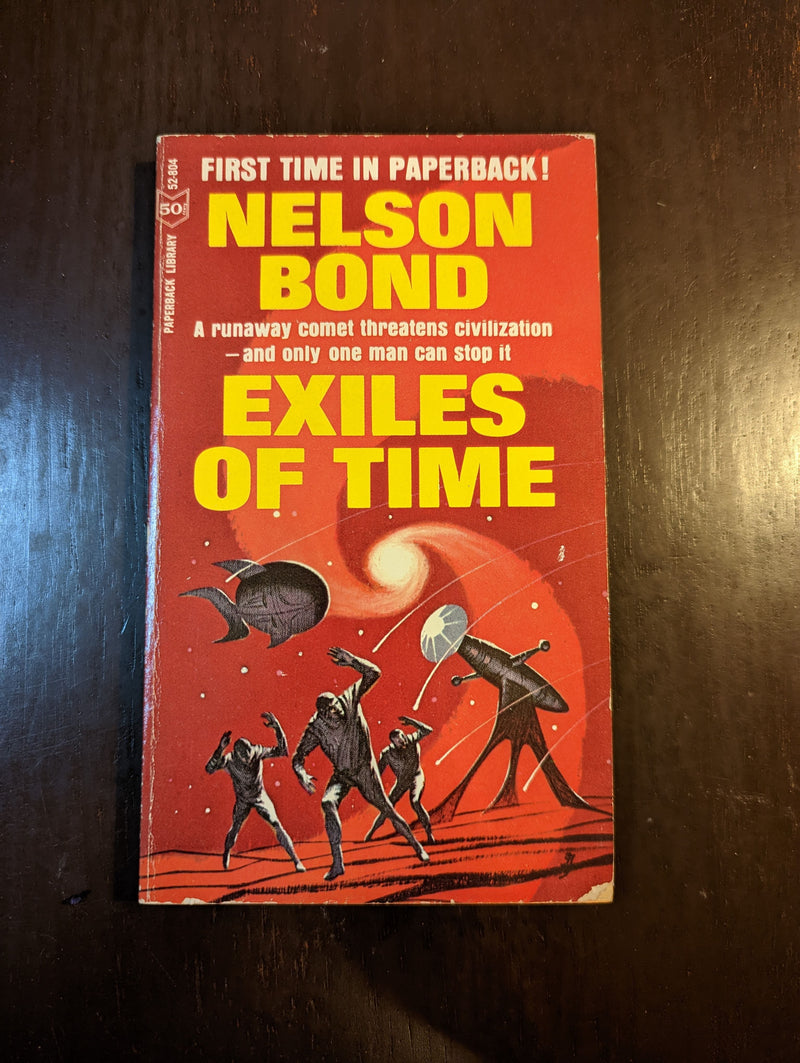 FIRST TIME IN PAPERBACK!
NELSON
BOND
A runaway comet threatens civilization
—and only one man can stop it
EXILES
OF TIME
52-804
50
PAPERBACK LIBRARY